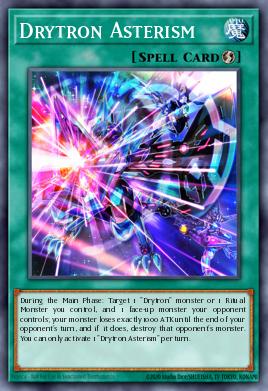 Drytron Asterism
魔
[Spell Card]
During the Main Phase: Target 1 "Drytron" monster or 1 Ritual
Monster you control, and 1 face-up monster your opponent
controls; your monster loses exactly 1000 ATK until the end of your
opponent's turn, and if it does, destroy that opponent's monster.
You can only activate 1 "Drytron Asterism" per turn.